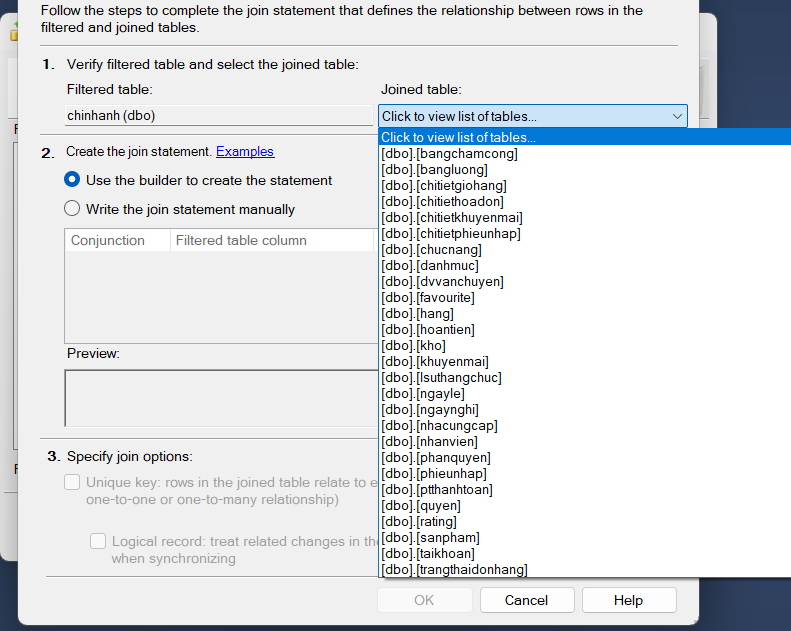 Follow the steps to complete the join statement that defines the relationship between rows in the
filtered and joined tables.
1. Verify filtered table and select the joined table:
Filtered table:
Joined table:
chinhanh (dbo)
Click to view list of tables...
Click to view list of tables...
[dbo].[bangchamcong]
[dbo].[bangluong]
[dbo].[chitietgiohang]
[dbo].[chitiethoadon]
[dbo].[chitietkhuyenmai]
[dbo].[chitietphieunhap]
[dbo].[chucnang]
[dbo].[danhmuc]
[dbo].[dvvanchuyen]
[dbo].[favourite]
[dbo].[hang]
[dbo].[hoantien]
[dbo].[kho]
[dbo].[khuyenmai]
[dbo].[lsuthangchuc]
[dbo].[ngayle]
[dbo].[ngaynghi]
[dbo].[nhacungcap]
[dbo].[nhanvien]
[dbo].[phanquyen]
[dbo].[phieunhap]
[dbo].[ptthanhtoan]
[dbo].[quyen]
[dbo].[rating]
[dbo].[sanpham]
[dbo].[taikhoan]
[dbo].[trangthaidonhang]
2. Create the join statement. Examples
Use the builder to create the statement
Write the join statement manually
Conjunction
Filtered table column
Preview:
3. Specify join options:
Unique key: rows in the joined table relate to e
one-to-one or one-to-many relationship)
Logical record: treat related changes in the
when synchronizing
OK
Cancel
Help